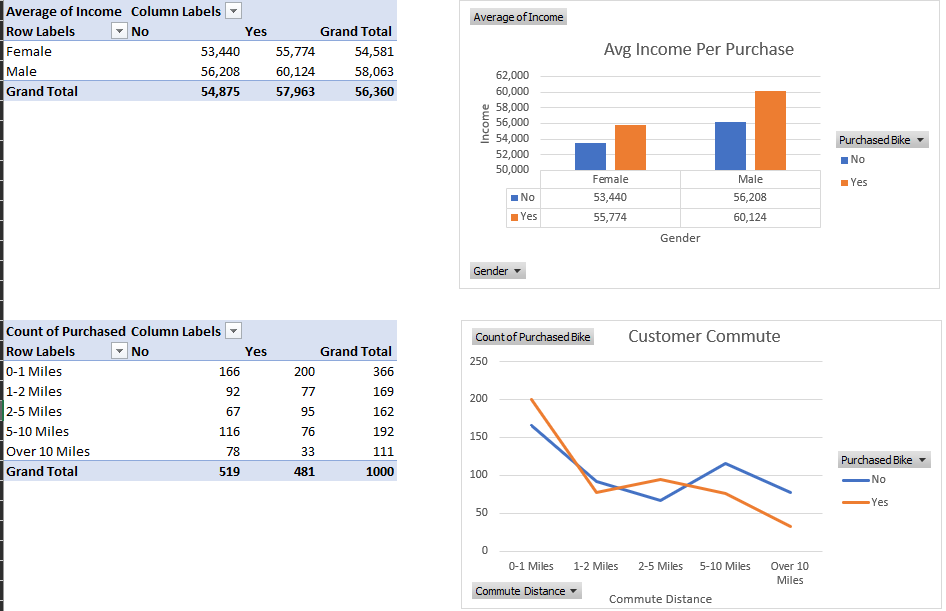 Average of Income Column Labels
Row Labels No Yes Grand Total
Female 53,440 55,774 54,581
Male 56,208 60,124 58,063
Grand Total 54,875 57,963 56,360
Average of Income
Avg Income Per Purchase
62,000
60,000
58,000
56,000
54,000
52,000
50,000
Income
Female Male
No 53,440 56,208
Yes 55,774 60,124
Gender
Purchased Bike
No
Yes
Gender
Count of Purchased Column Labels
Row Labels No Yes Grand Total
0-1 Miles 166 200 366
1-2 Miles 92 77 169
2-5 Miles 67 95 162
5-10 Miles 116 76 192
Over 10 Miles 78 33 111
Grand Total 519 481 1000
Count of Purchased Bike
Customer Commute
250
200
150
100
50
0
0-1 Miles 1-2 Miles 2-5 Miles 5-10 Miles Over 10
Miles
Purchased Bike
No
Yes
Commute Distance
Commute Distance